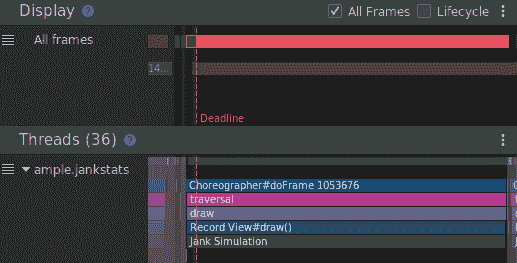 Display ? All Frames Lifecycle
All frames
14...
Deadline
Threads (36) ?
ample.jankstats
Choreographer#doFrame 1053676
traversal
draw
Record View#draw()
Jank Simulation